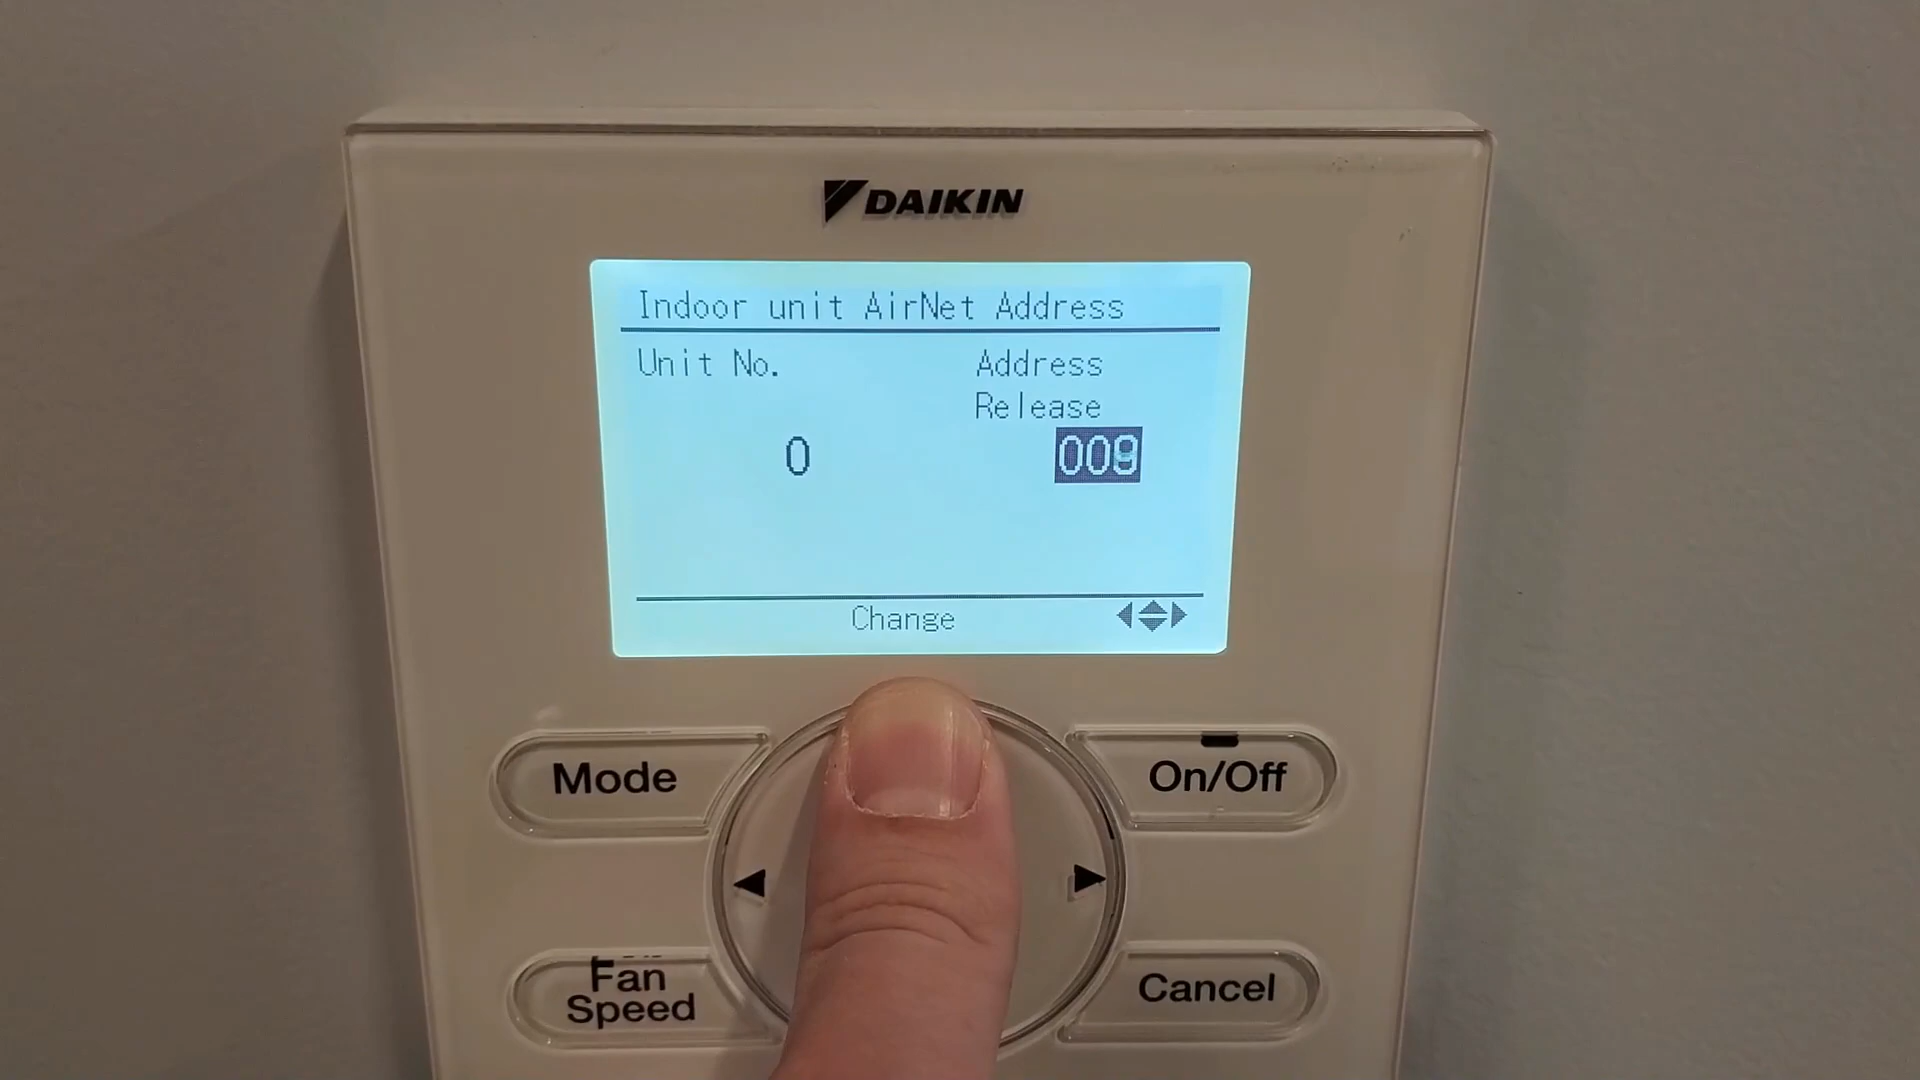 DAIKIN
Indoor unit AirNet Address
Unit No. Address
Release
0 009
Change
Mode
On/Off
Fan
Speed
Cancel